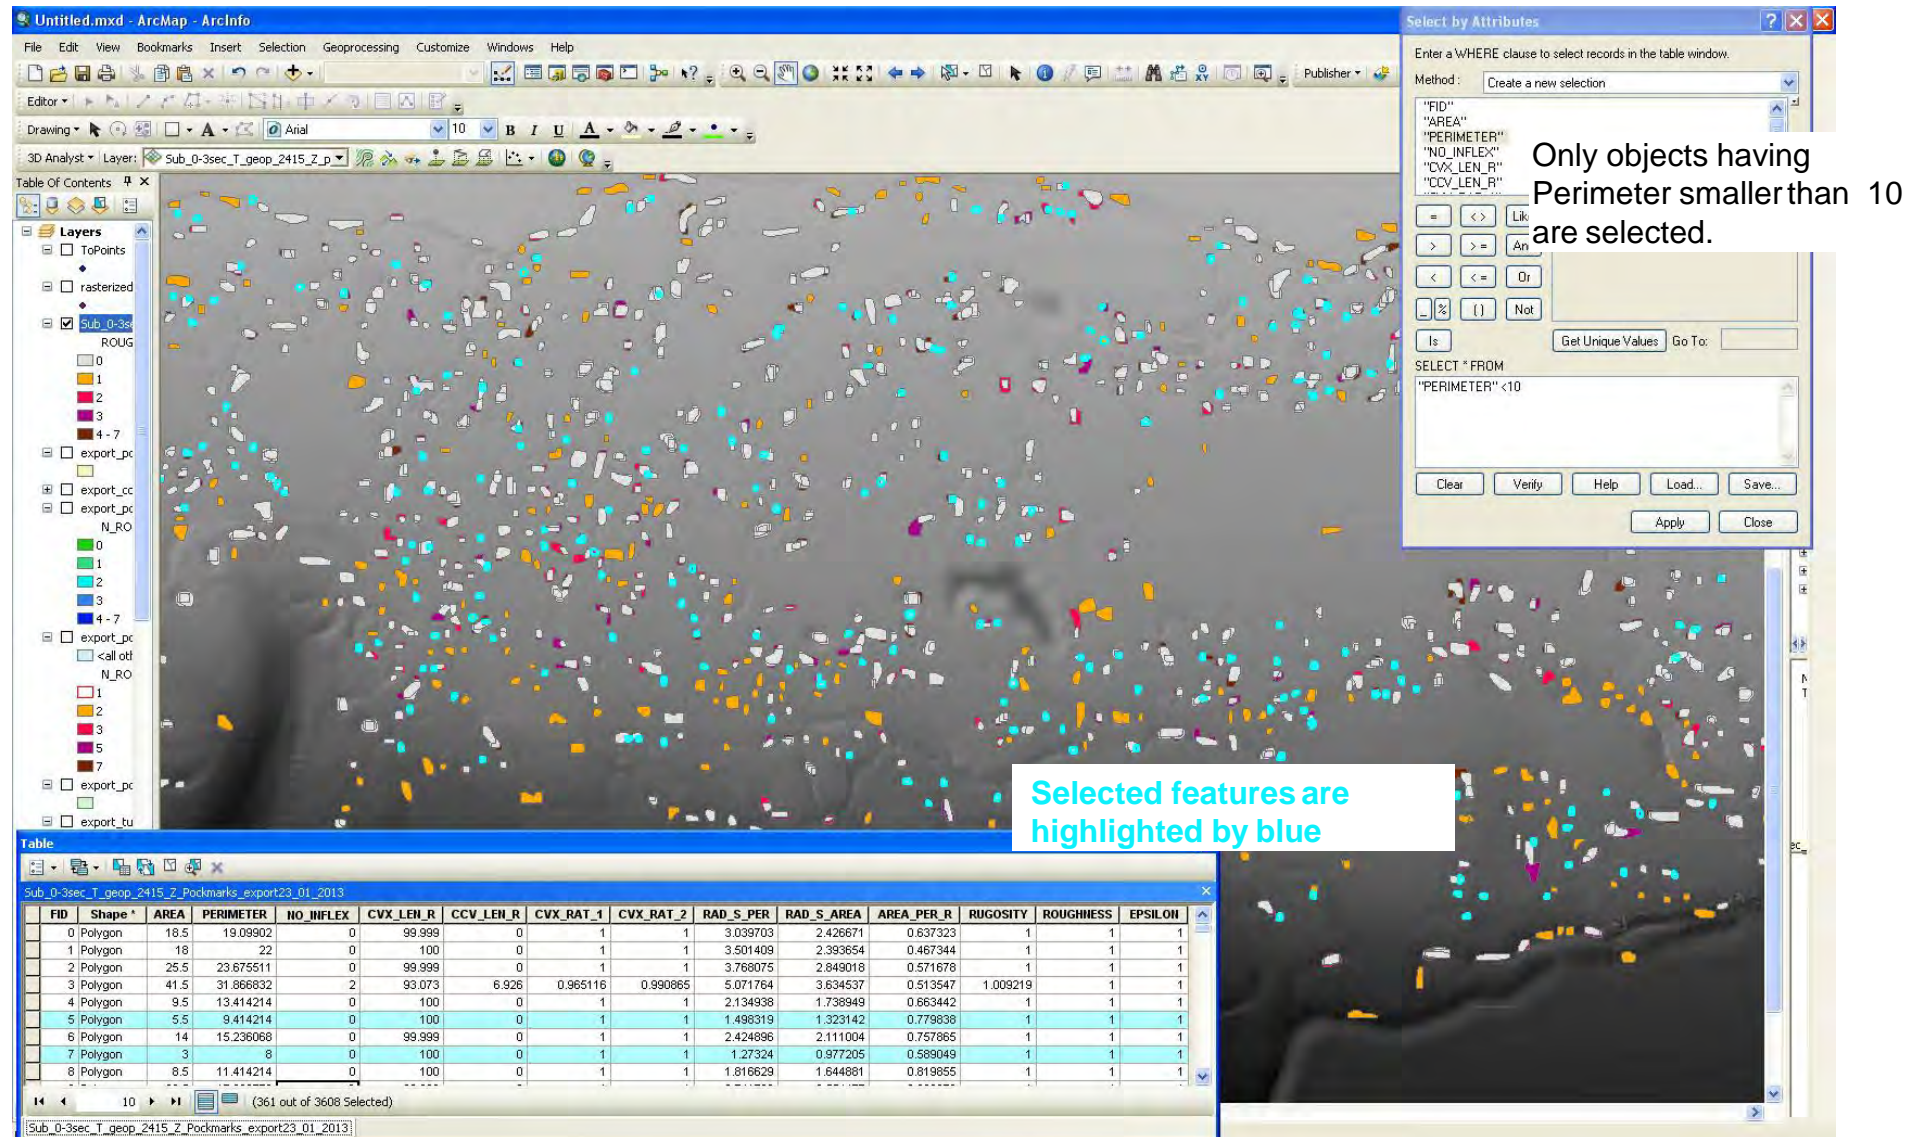 Untitled.mxd - ArcMap - ArcInfo
File Edit View Bookmarks Insert Selection Geoprocessing Customize Windows Help
Publisher
Editor
Drawing A Arial 10 B I U A
3D Analyst Layer: Sub_0-3sec_T_geop_2415_Z_p
Table Of Contents
Layers
ToPoints
rasterized
Sub_0-3se
ROUG
0
1
2
3
4 - 7
export_pc
export_cc
export_pc
N_RO
0
1
2
3
4 - 7
export_pc
<all oth
N_RO
1
2
3
5
7
export_pc
export_tu
Select by Attributes
Enter a WHERE clause to select records in the table window.
Method : Create a new selection
"FID"
"AREA"
"PERIMETER"
"NO_INFLEX"
"CVX_LEN_R"
"CCV_LEN_R"
Only objects having
Perimeter smaller than 10
are selected.
= < > Lik
> > = An
< < = Or
_ % ( ) Not
Is Get Unique Values Go To:
SELECT * FROM
"PERIMETER" <10
Clear Verify Help Load... Save...
Apply Close
Selected features are
highlighted by blue
Table
Sub_0-3sec_T_geop_2415_Z_Pockmarks_export23_01_2013
FID Shape * AREA PERIMETER NO_INFLEX CVX_LEN_R CCV_LEN_R CVX_RAT_1 CVX_RAT_2 RAD_S_PER RAD_S_AREA AREA_PER_R RUGOSITY ROUGHNESS EPSILON
0 Polygon 18.5 19.09902 0 99.999 0 1 1 3.039703 2.426671 0.637323 1 1 1
1 Polygon 18 22 0 100 0 1 1 3.501409 2.393654 0.467344 1 1 1
2 Polygon 25.5 23.675511 0 99.999 0 1 1 3.768075 2.849018 0.571678 1 1 1
3 Polygon 41.5 31.866832 2 93.073 6.926 0.965116 0.990865 5.071764 3.634537 0.513547 1.009219 1 1
4 Polygon 9.5 13.414214 0 100 0 1 1 2.134938 1.738949 0.663442 1 1 1
5 Polygon 5.5 9.414214 0 100 0 1 1 1.498319 1.323142 0.779838 1 1 1
6 Polygon 14 15.236068 0 99.999 0 1 1 2.424896 2.111004 0.757865 1 1 1
7 Polygon 3 8 0 100 0 1 1 1.27324 0.977205 0.589049 1 1 1
8 Polygon 8.5 11.414214 0 100 0 1 1 1.816629 1.644881 0.819855 1 1 1
10 (361 out of 3608 Selected)
Sub_0-3sec_T_geop_2415_Z_Pockmarks_export23_01_2013